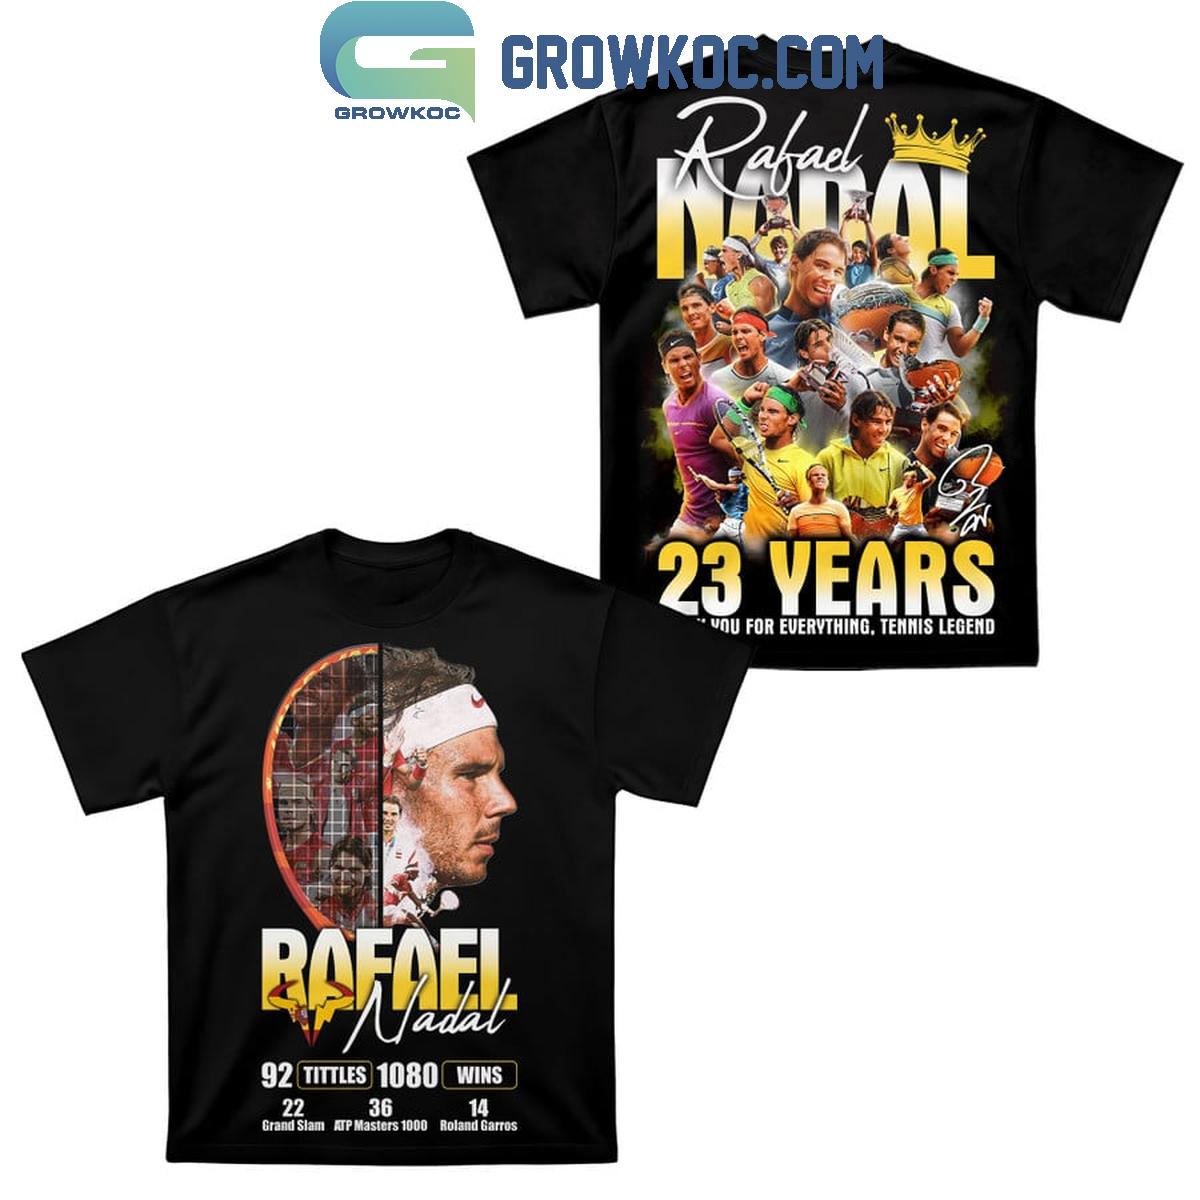 GROWKOC
GROWKOC.COM
Rafael
NADAL
23 YEARS
YOU FOR EVERYTHING, TENNIS LEGEND
RAFAEL
Nadal
92 TITTLES 1080 WINS
22 36 14
Grand Slam ATP Masters 1000 Roland Garros